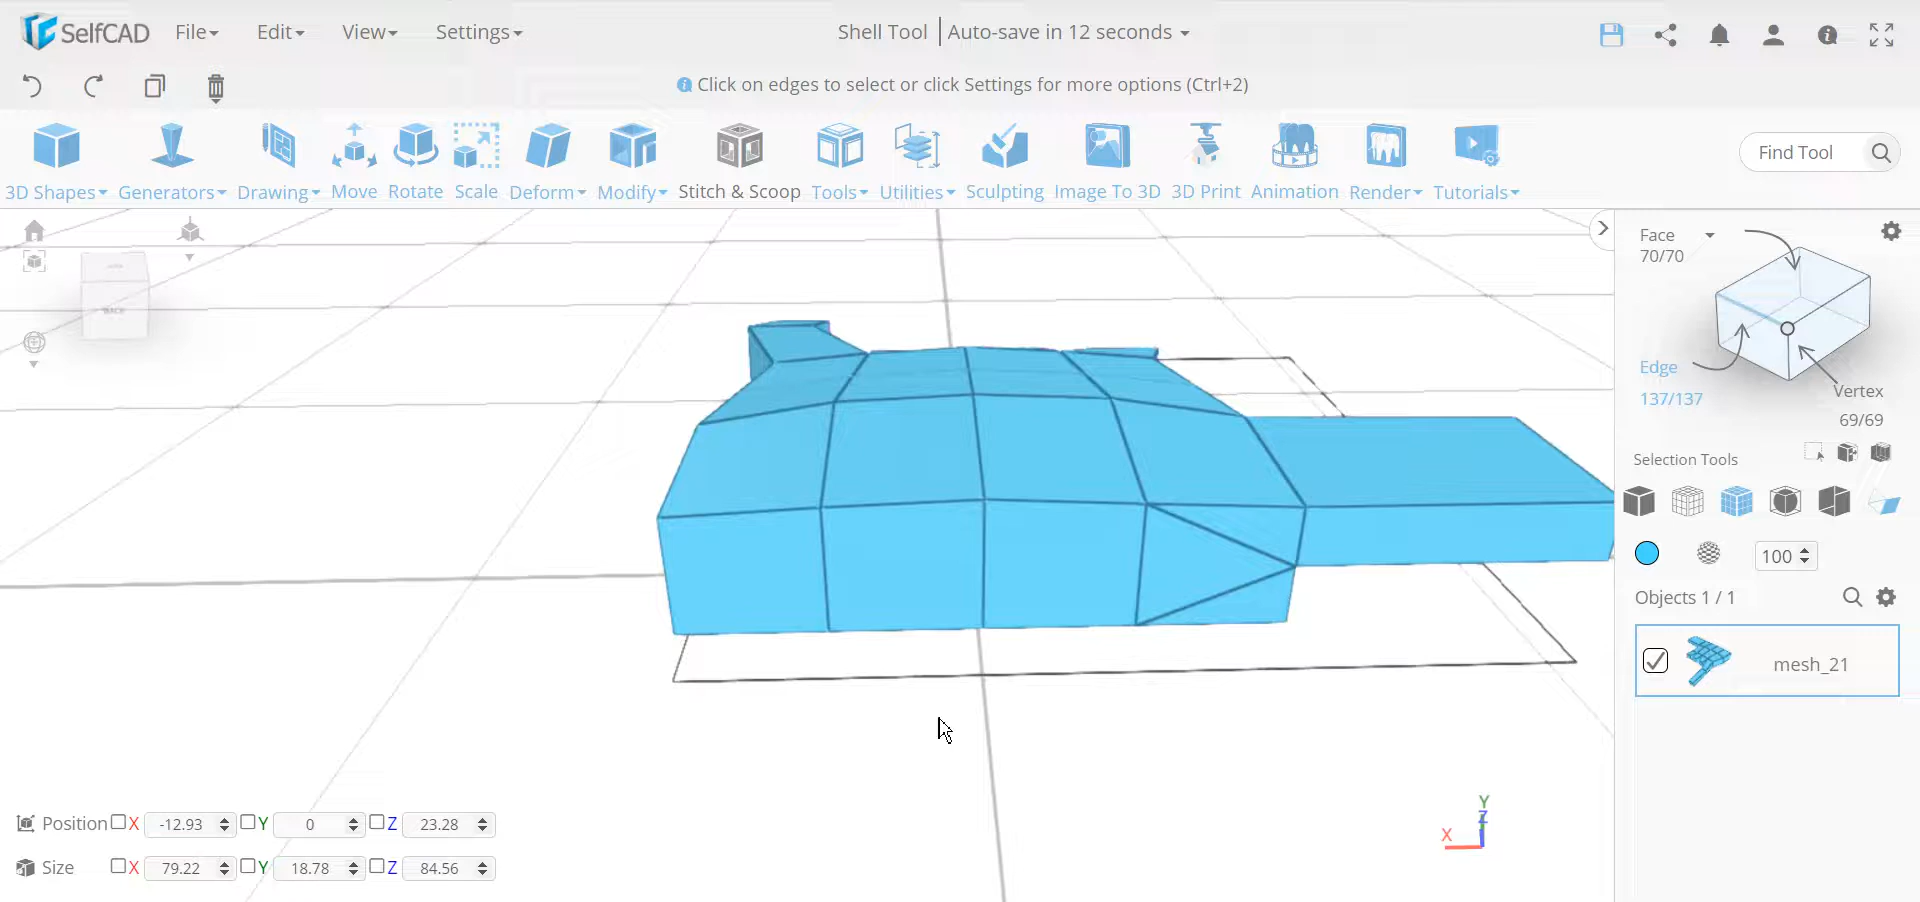 SelfCAD File Edit View Settings Shell Tool Auto-save in 12 seconds
Click on edges to select or click Settings for more options (Ctrl+2)
3D Shapes Generators Drawing Move Rotate Scale Deform Modify Stitch & Scoop Tools Utilities Sculpting Image To 3D 3D Print Animation Render Tutorials
Find Tool
BACK
Face
70/70
Edge
137/137
Vertex
69/69
Selection Tools
100
Objects 1 / 1
mesh_21
Position X -12.93 Y 0 Z 23.28
Size X 79.22 Y 18.78 Z 84.56
Y
Z
X